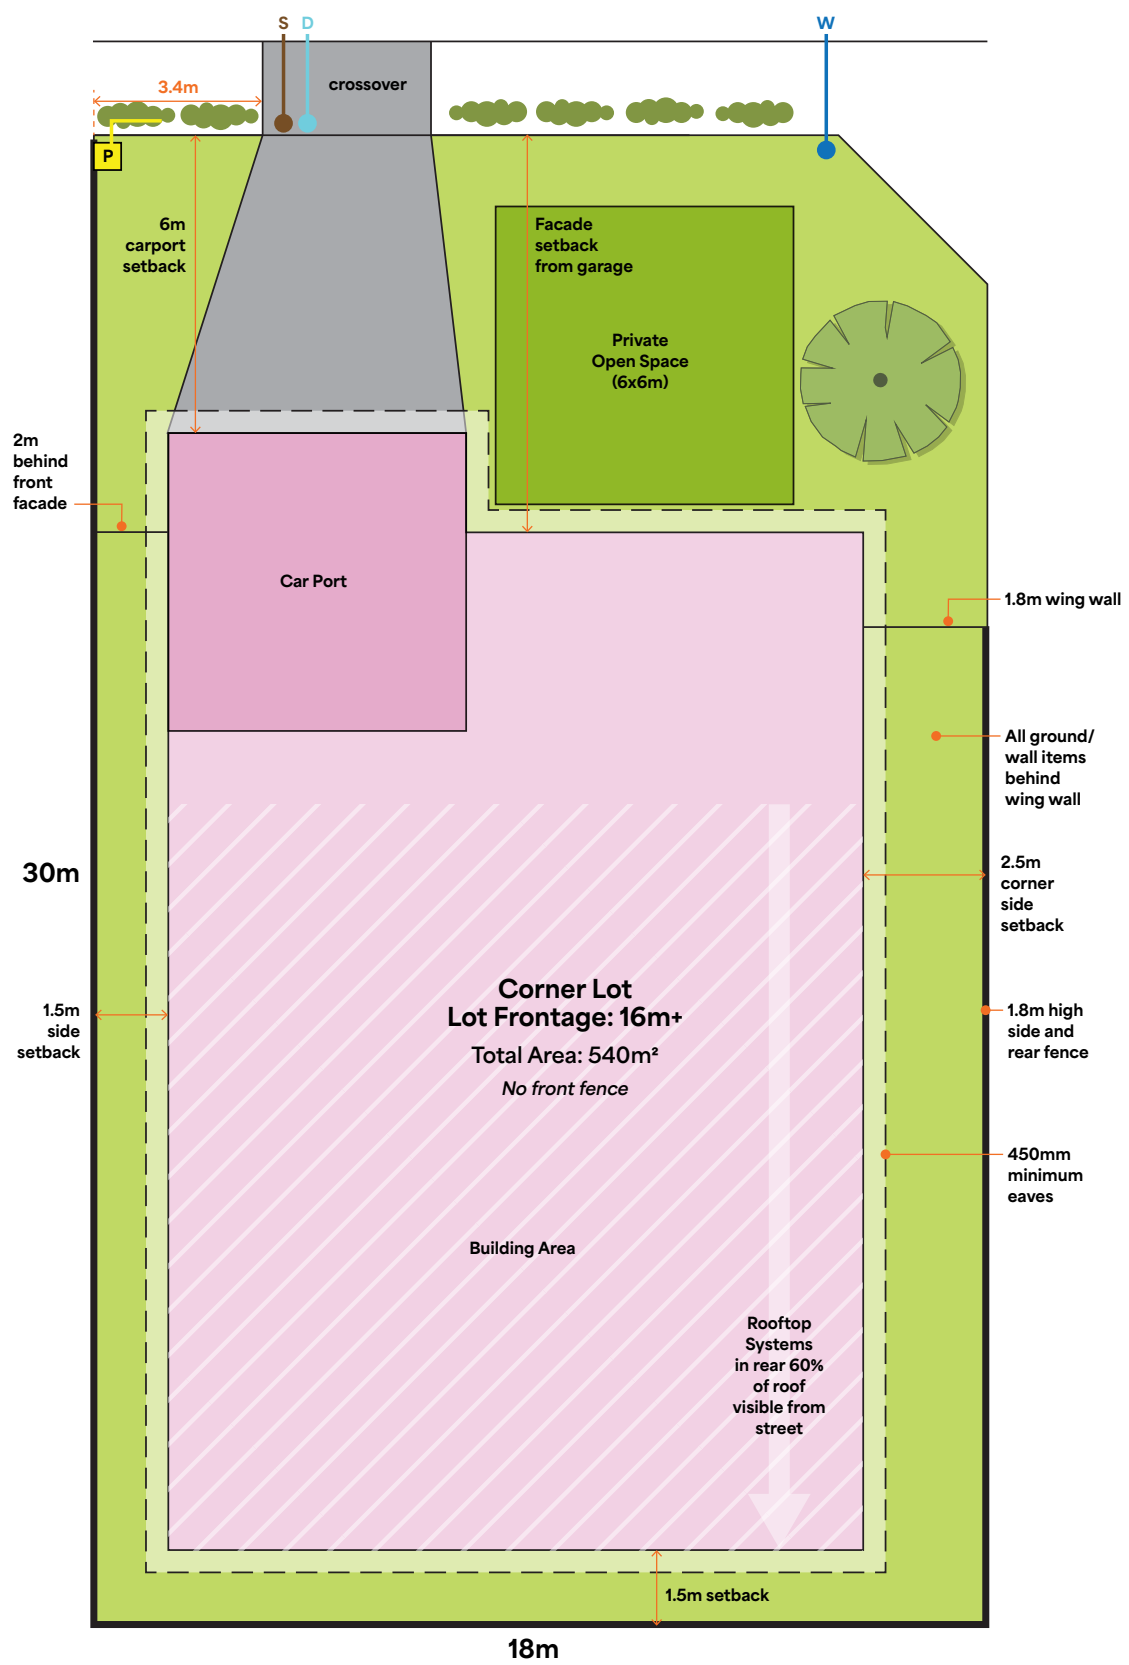 S D
W
crossover
3.4m
P
6m
carport
setback
Facade
setback
from garage
Private
Open Space
(6x6m)
2m
behind
front
facade
Car Port
1.8m wing wall
All ground/
wall items
behind
wing wall
30m
2.5m
corner
side
setback
Corner Lot
Lot Frontage: 16m+
Total Area: 540m²
No front fence
1.5m
side
setback
1.8m high
side and
rear fence
450mm
minimum
eaves
Building Area
Rooftop
Systems
in rear 60%
of roof
visible from
street
1.5m setback
18m